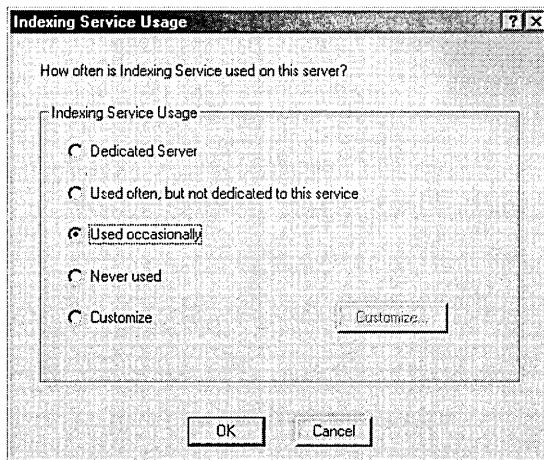 Indexing Service Usage
How often is Indexing Service used on this server?
Indexing Service Usage
Dedicated Server
Used often, but not dedicated to this service
Used occasionally
Never used
Customize
Customize...
OK
Cancel